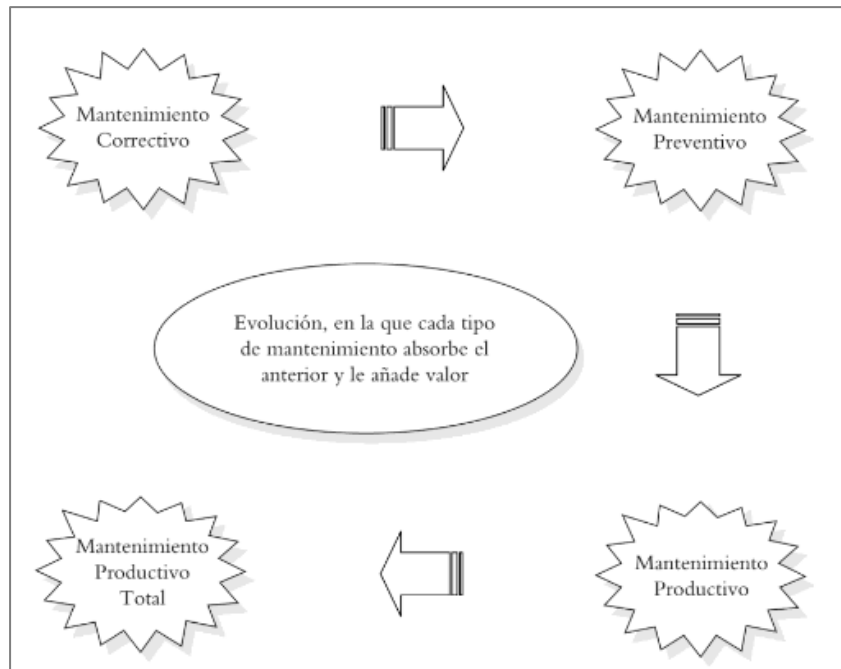 Mantenimiento
Correctivo
Mantenimiento
Preventivo
Evolución, en la que cada tipo
de mantenimiento absorbe el
anterior y le añade valor
Mantenimiento
Productivo
Total
Mantenimiento
Productivo